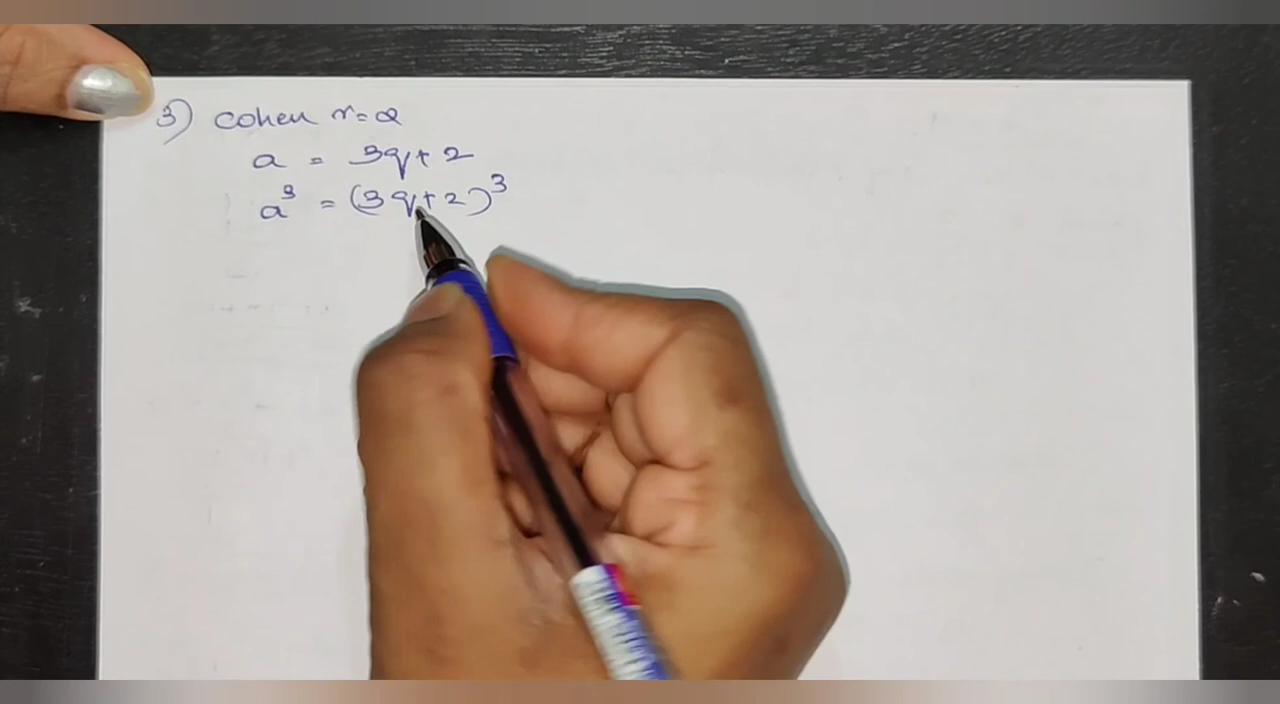 3) when r=2
a = 3q+2
a³ = (3q+2)³